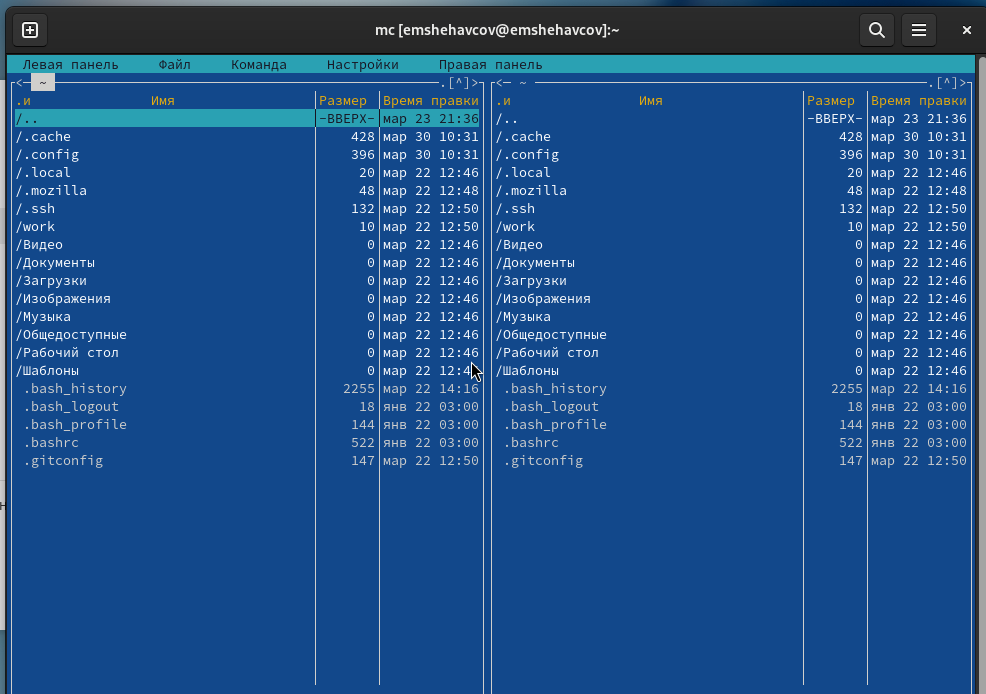 mc [emshehavcov@emshehavcov]:~
Левая панель Файл Команда Настройки Правая панель
<─ ~ .[^]> <─ ~ .[^]>
.и Имя Размер Время правки .и Имя Размер Время правки
/.. -ВВЕРХ- мар 23 21:36 /.. -ВВЕРХ- мар 23 21:36
/.cache 428 мар 30 10:31 /.cache 428 мар 30 10:31
/.config 396 мар 30 10:31 /.config 396 мар 30 10:31
/.local 20 мар 22 12:46 /.local 20 мар 22 12:46
/.mozilla 48 мар 22 12:48 /.mozilla 48 мар 22 12:48
/.ssh 132 мар 22 12:50 /.ssh 132 мар 22 12:50
/work 10 мар 22 12:50 /work 10 мар 22 12:50
/Видео 0 мар 22 12:46 /Видео 0 мар 22 12:46
/Документы 0 мар 22 12:46 /Документы 0 мар 22 12:46
/Загрузки 0 мар 22 12:46 /Загрузки 0 мар 22 12:46
/Изображения 0 мар 22 12:46 /Изображения 0 мар 22 12:46
/Музыка 0 мар 22 12:46 /Музыка 0 мар 22 12:46
/Общедоступные 0 мар 22 12:46 /Общедоступные 0 мар 22 12:46
/Рабочий стол 0 мар 22 12:46 /Рабочий стол 0 мар 22 12:46
/Шаблоны 0 мар 22 /Шаблоны 0 мар 22 12:46
.bash_history 2255 мар 22 14:16 .bash_history 2255 мар 22 14:16
.bash_logout 18 янв 22 03:00 .bash_logout 18 янв 22 03:00
.bash_profile 144 янв 22 03:00 .bash_profile 144 янв 22 03:00
.bashrc 522 янв 22 03:00 .bashrc 522 янв 22 03:00
.gitconfig 147 мар 22 12:50 .gitconfig 147 мар 22 12:50